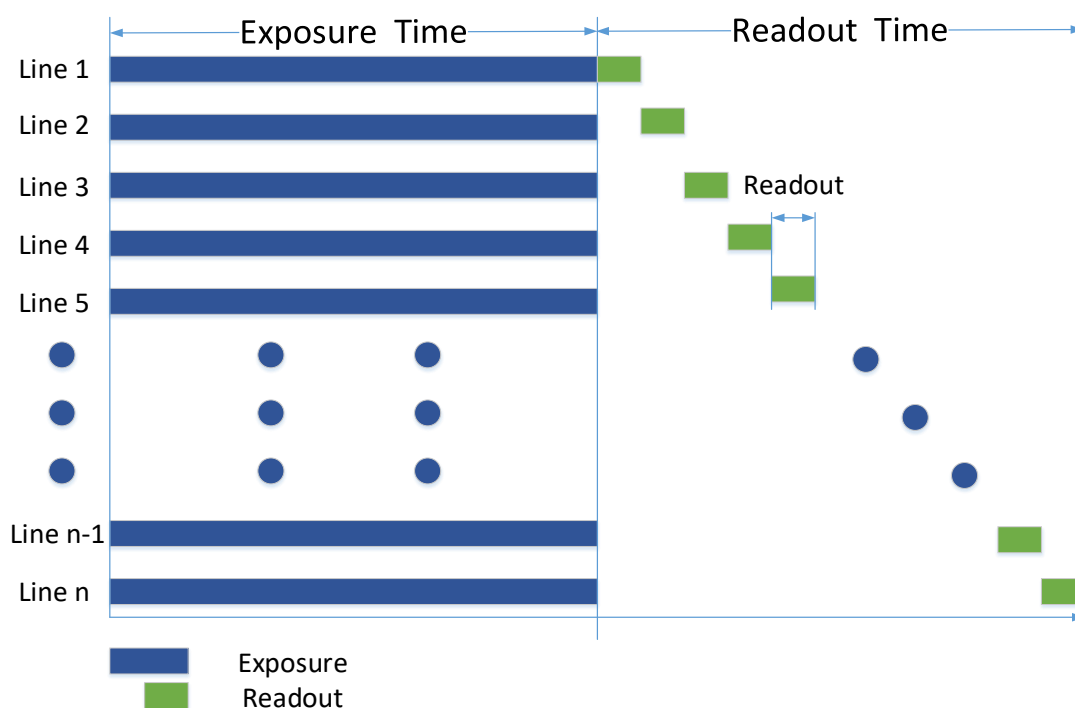 Exposure Time
Readout Time
Line 1
Line 2
Line 3
Readout
Line 4
Line 5
Line n-1
Line n
Exposure
Readout